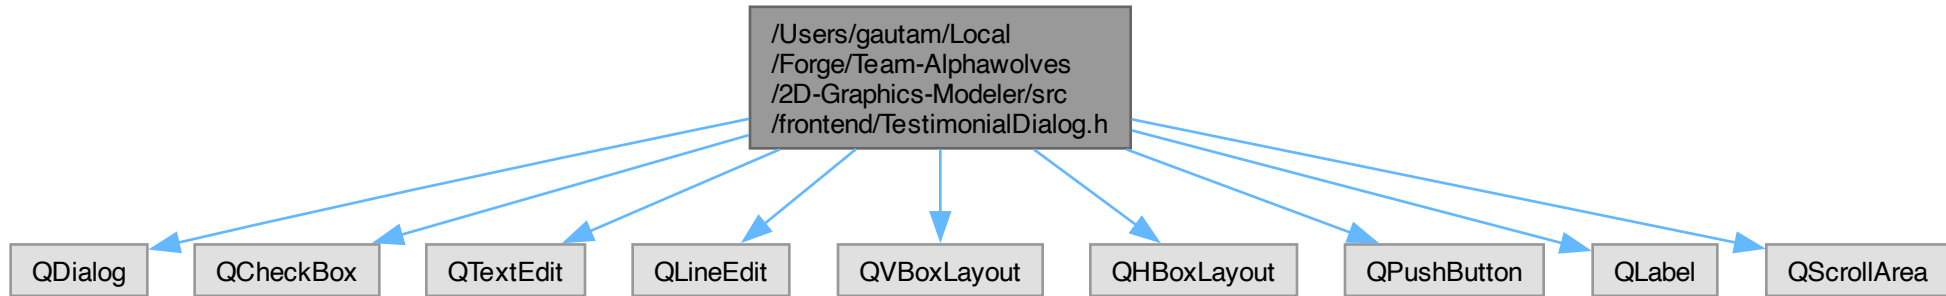 /Users/gautam/Local
/Forge/Team-Alphawolves
/2D-Graphics-Modeler/src
/frontend/TestimonialDialog.h
QDialog
QCheckBox
QTextEdit
QLineEdit
QVBoxLayout
QHBoxLayout
QPushButton
QLabel
QScrollArea